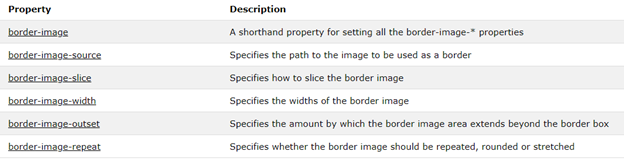 Property Description
border-image A shorthand property for setting all the border-image-* properties
border-image-source Specifies the path to the image to be used as a border
border-image-slice Specifies how to slice the border image
border-image-width Specifies the widths of the border image
border-image-outset Specifies the amount by which the border image area extends beyond the border box
border-image-repeat Specifies whether the border image should be repeated, rounded or stretched